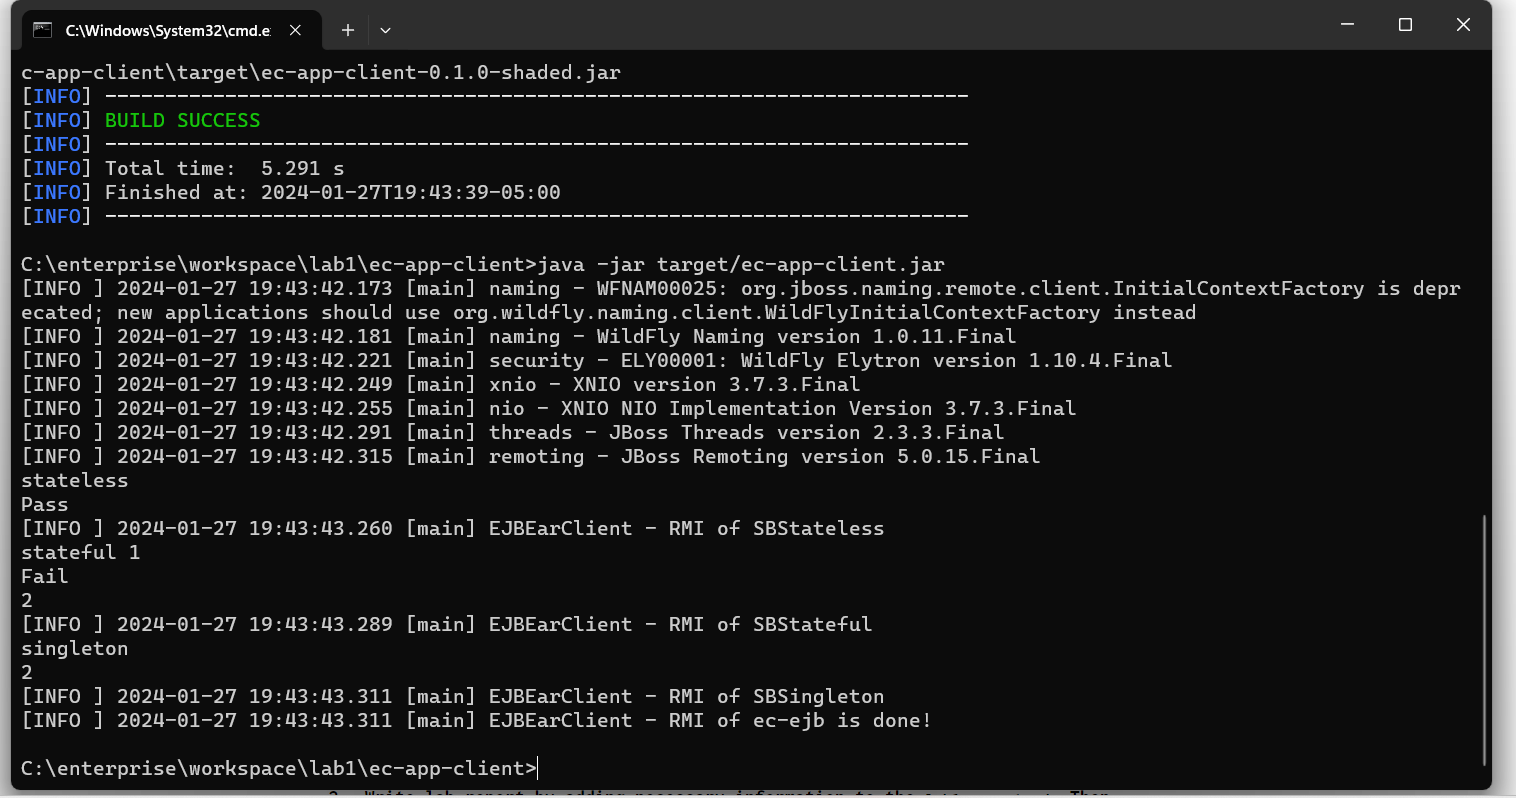 C:\Windows\System32\cmd.e
c-app-client\target\ec-app-client-0.1.0-shaded.jar
[INFO] ------------------------------------------------------------------------
[INFO] BUILD SUCCESS
[INFO] ------------------------------------------------------------------------
[INFO] Total time:  5.291 s
[INFO] Finished at: 2024-01-27T19:43:39-05:00
[INFO] ------------------------------------------------------------------------
C:\enterprise\workspace\lab1\ec-app-client>java -jar target/ec-app-client.jar
[INFO ] 2024-01-27 19:43:42.173 [main] naming - WFNAM00025: org.jboss.naming.remote.client.InitialContextFactory is depr
ecated; new applications should use org.wildfly.naming.client.WildFlyInitialContextFactory instead
[INFO ] 2024-01-27 19:43:42.181 [main] naming - WildFly Naming version 1.0.11.Final
[INFO ] 2024-01-27 19:43:42.221 [main] security - ELY00001: WildFly Elytron version 1.10.4.Final
[INFO ] 2024-01-27 19:43:42.249 [main] xnio - XNIO version 3.7.3.Final
[INFO ] 2024-01-27 19:43:42.255 [main] nio - XNIO NIO Implementation Version 3.7.3.Final
[INFO ] 2024-01-27 19:43:42.291 [main] threads - JBoss Threads version 2.3.3.Final
[INFO ] 2024-01-27 19:43:42.315 [main] remoting - JBoss Remoting version 5.0.15.Final
stateless
Pass
[INFO ] 2024-01-27 19:43:43.260 [main] EJBEarClient - RMI of SBStateless
stateful 1
Fail
2
[INFO ] 2024-01-27 19:43:43.289 [main] EJBEarClient - RMI of SBStateful
singleton
2
[INFO ] 2024-01-27 19:43:43.311 [main] EJBEarClient - RMI of SBSingleton
[INFO ] 2024-01-27 19:43:43.311 [main] EJBEarClient - RMI of ec-ejb is done!
C:\enterprise\workspace\lab1\ec-app-client>